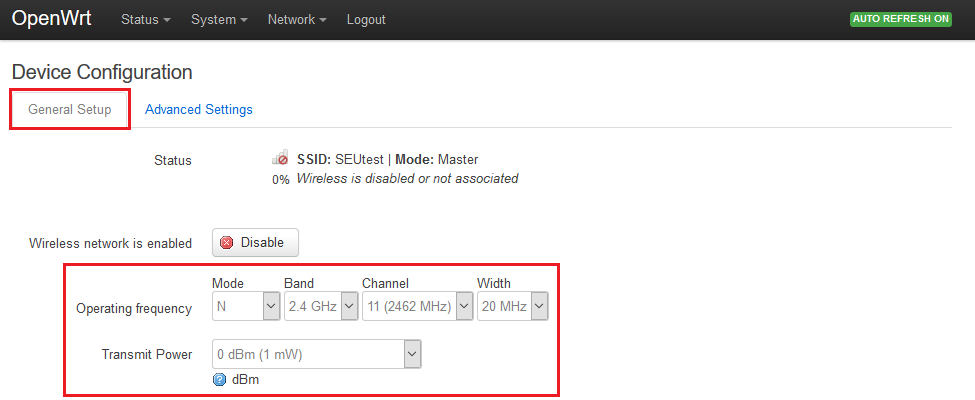 OpenWrt Status System Network Logout AUTO REFRESH ON
Device Configuration
General Setup Advanced Settings
Status SSID: SEUtest | Mode: Master
0% Wireless is disabled or not associated
Wireless network is enabled Disable
Mode Band Channel Width
Operating frequency N 2.4 GHz 11 (2462 MHz) 20 MHz
Transmit Power 0 dBm (1 mW)
dBm